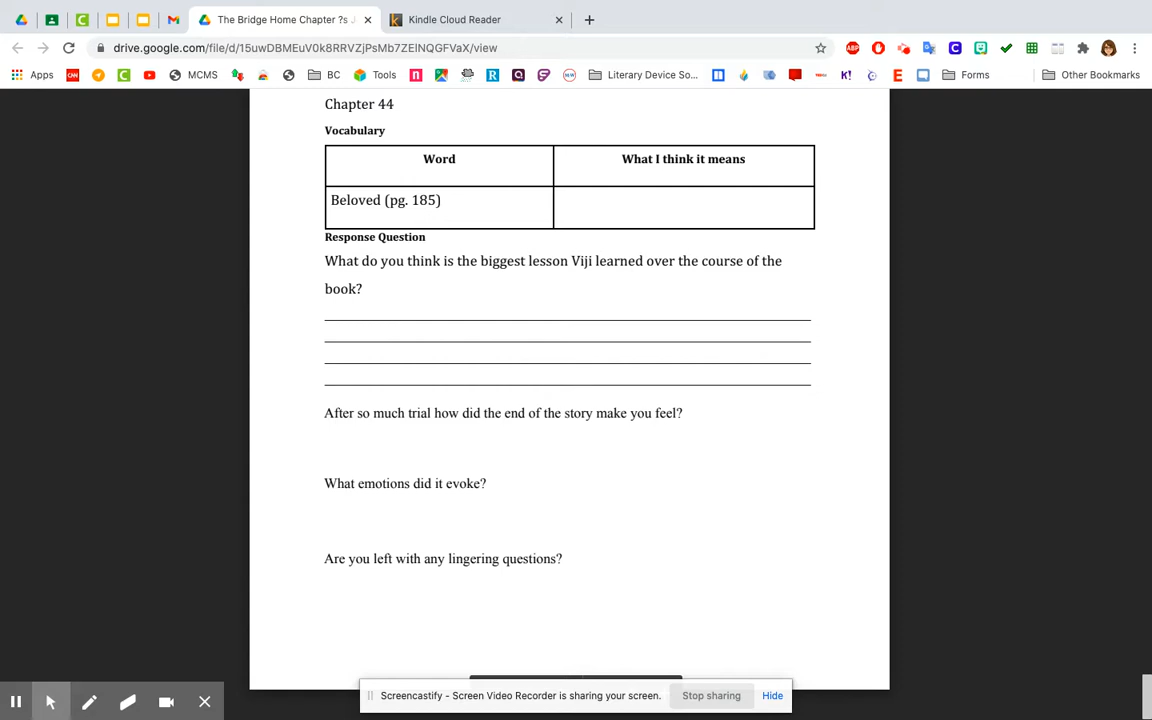 The Bridge Home Chapter ?s .
Kindle Cloud Reader
drive.google.com/file/d/15uwDBMEuV0k8RRVZjPsMb7ZElNQGFVaX/view
Apps
MCMS
BC
Tools
Literary Device So...
Forms
Other Bookmarks
Chapter 44
Vocabulary
Word What I think it means
Beloved (pg. 185)
Response Question
What do you think is the biggest lesson Viji learned over the course of the
book?
After so much trial how did the end of the story make you feel?
What emotions did it evoke?
Are you left with any lingering questions?
Screencastify - Screen Video Recorder is sharing your screen. Stop sharing Hide